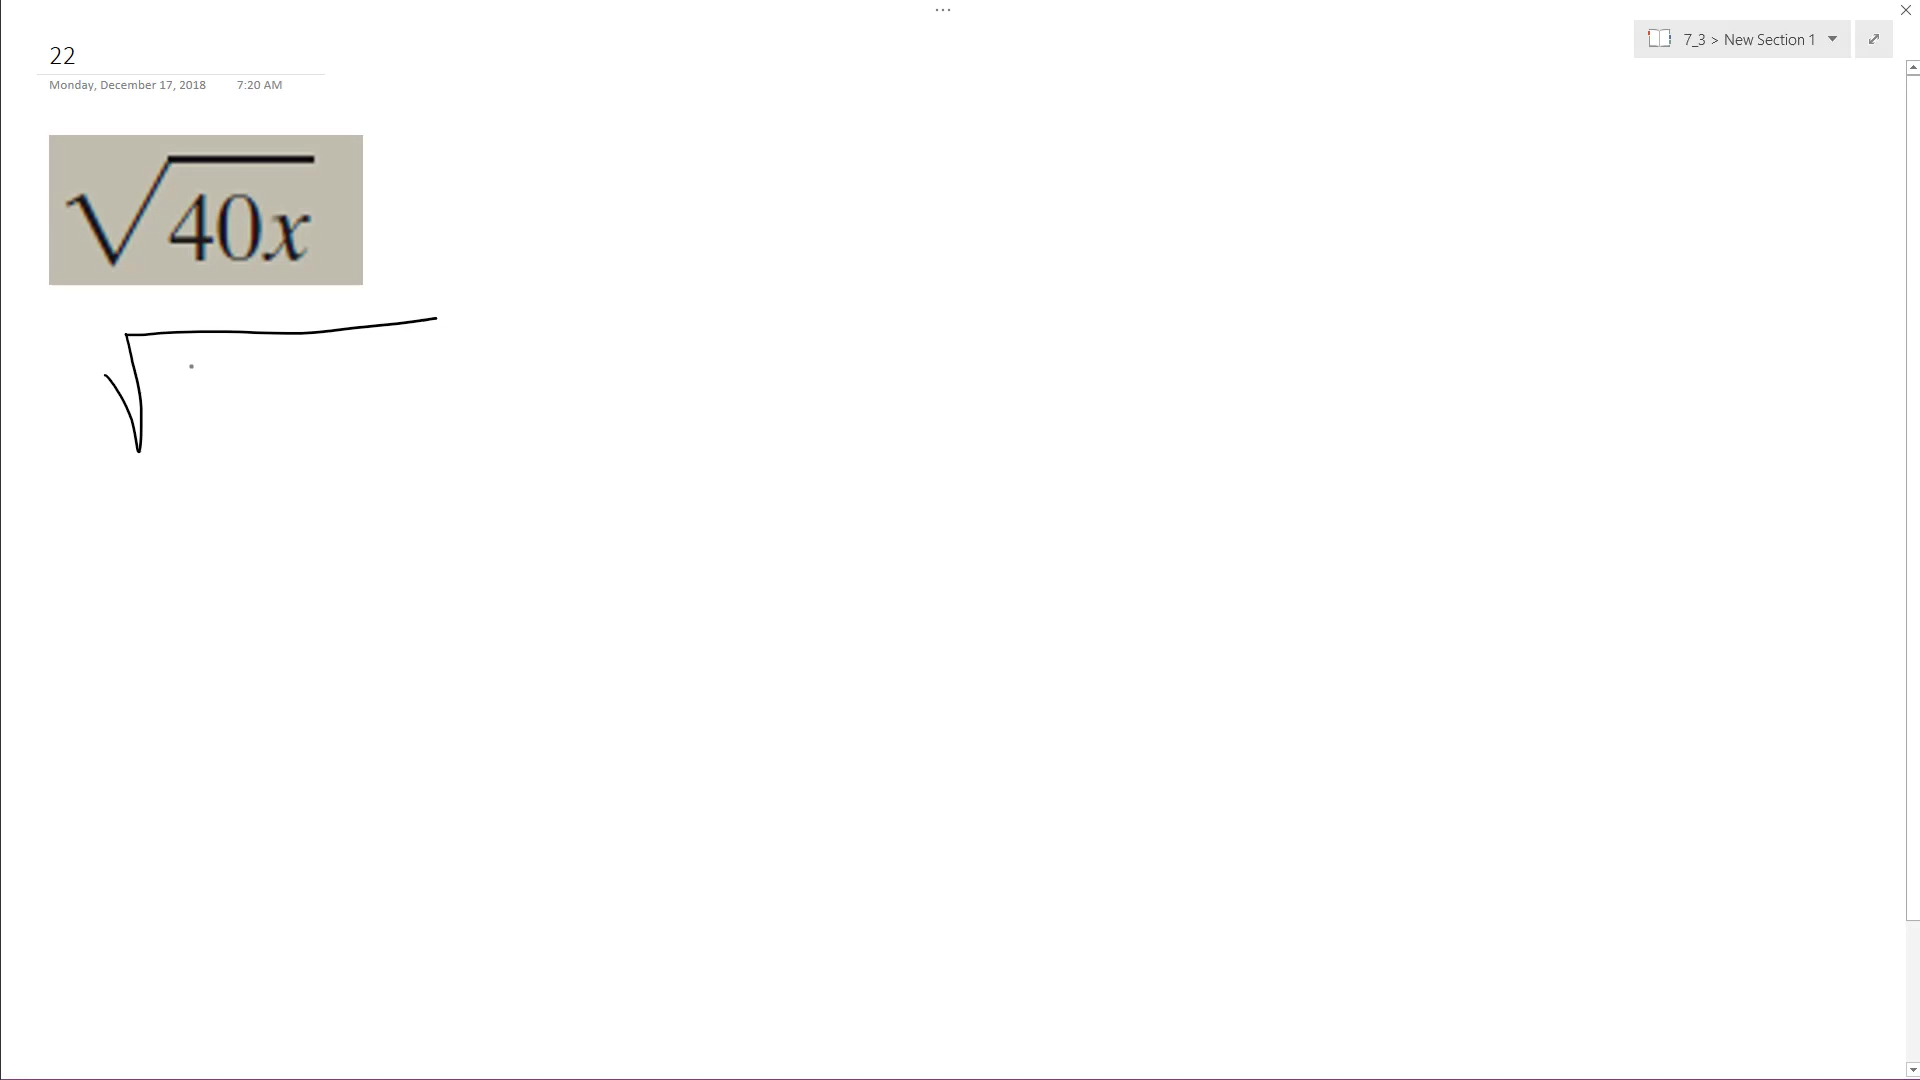 7_3 > New Section 1
22
Monday, December 17, 2018 7:20 AM
√40x